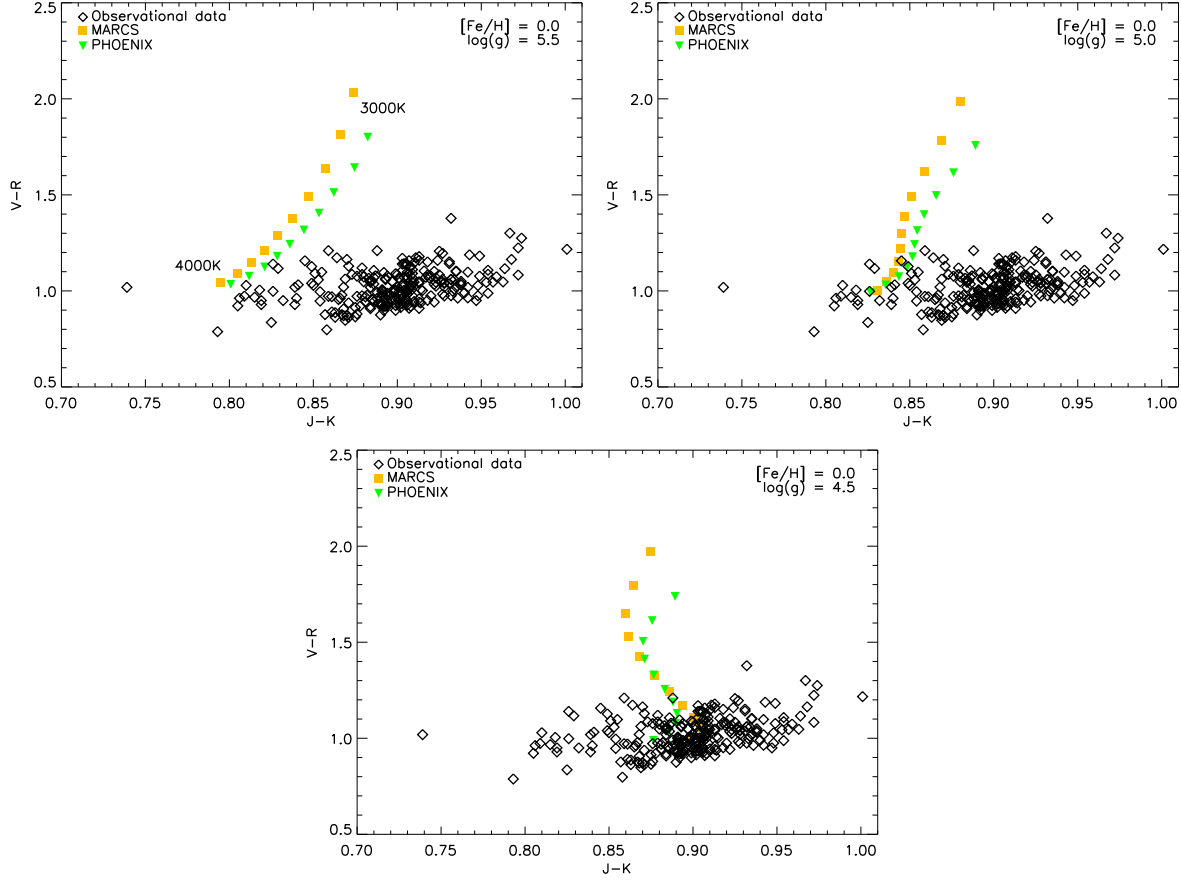 Observational data
MARCS
PHOENIX
[Fe/H] = 0.0
log(g) = 5.5
3000K
4000K
2.5
2.0
1.5
1.0
0.5
V-R
0.70
0.75
0.80
0.85
0.90
0.95
1.00
J-K
Observational data
MARCS
PHOENIX
[Fe/H] = 0.0
log(g) = 5.0
2.5
2.0
1.5
1.0
0.5
V-R
0.70
0.75
0.80
0.85
0.90
0.95
1.00
J-K
Observational data
MARCS
PHOENIX
[Fe/H] = 0.0
log(g) = 4.5
2.5
2.0
1.5
1.0
0.5
V-R
0.70
0.75
0.80
0.85
0.90
0.95
1.00
J-K